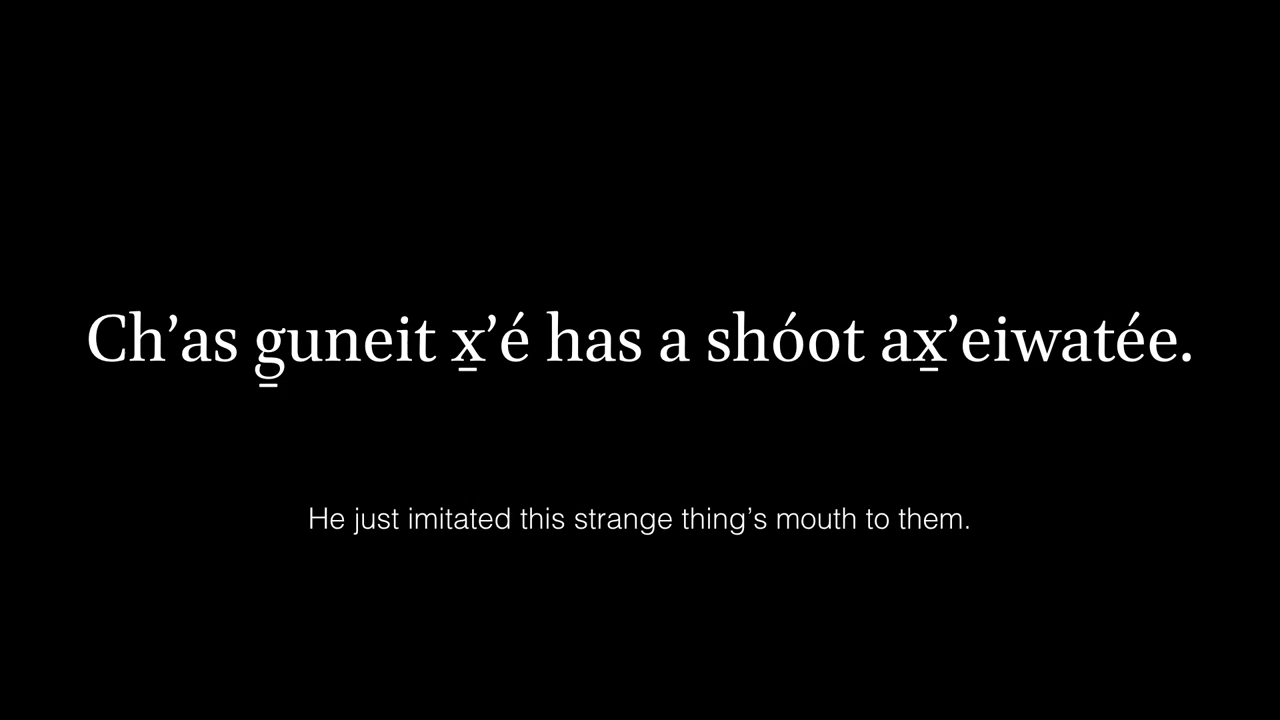 Ch’as g̱uneit x̱’é has a shóot ax̱’eiwatée.
He just imitated this strange thing’s mouth to them.